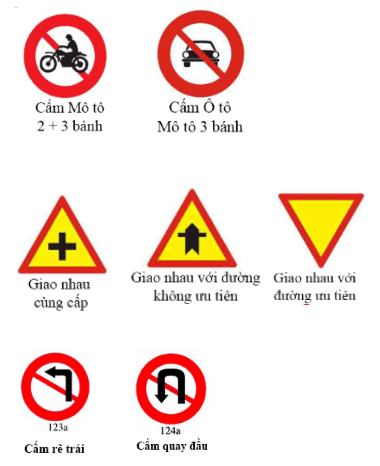 Cấm Mô tô
2 + 3 bánh
Cấm Ô tô
Mô tô 3 bánh
Giao nhau
cùng cấp
Giao nhau với đường
không ưu tiên
Giao nhau với
đường ưu tiên
123a
Cấm rẽ trái
124a
Cấm quay đầu